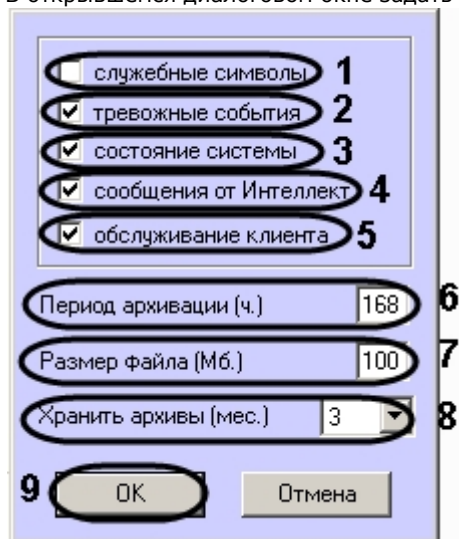 В открывшемся диалоговом окне задать
служебные символы 1
тревожные события 2
состояние системы 3
сообщения от Интеллект 4
обслуживание клиента 5
Период архивации (ч.) 168 6
Размер файла (Мб.) 100 7
Хранить архивы (мес.) 3 8
9 OK Отмена